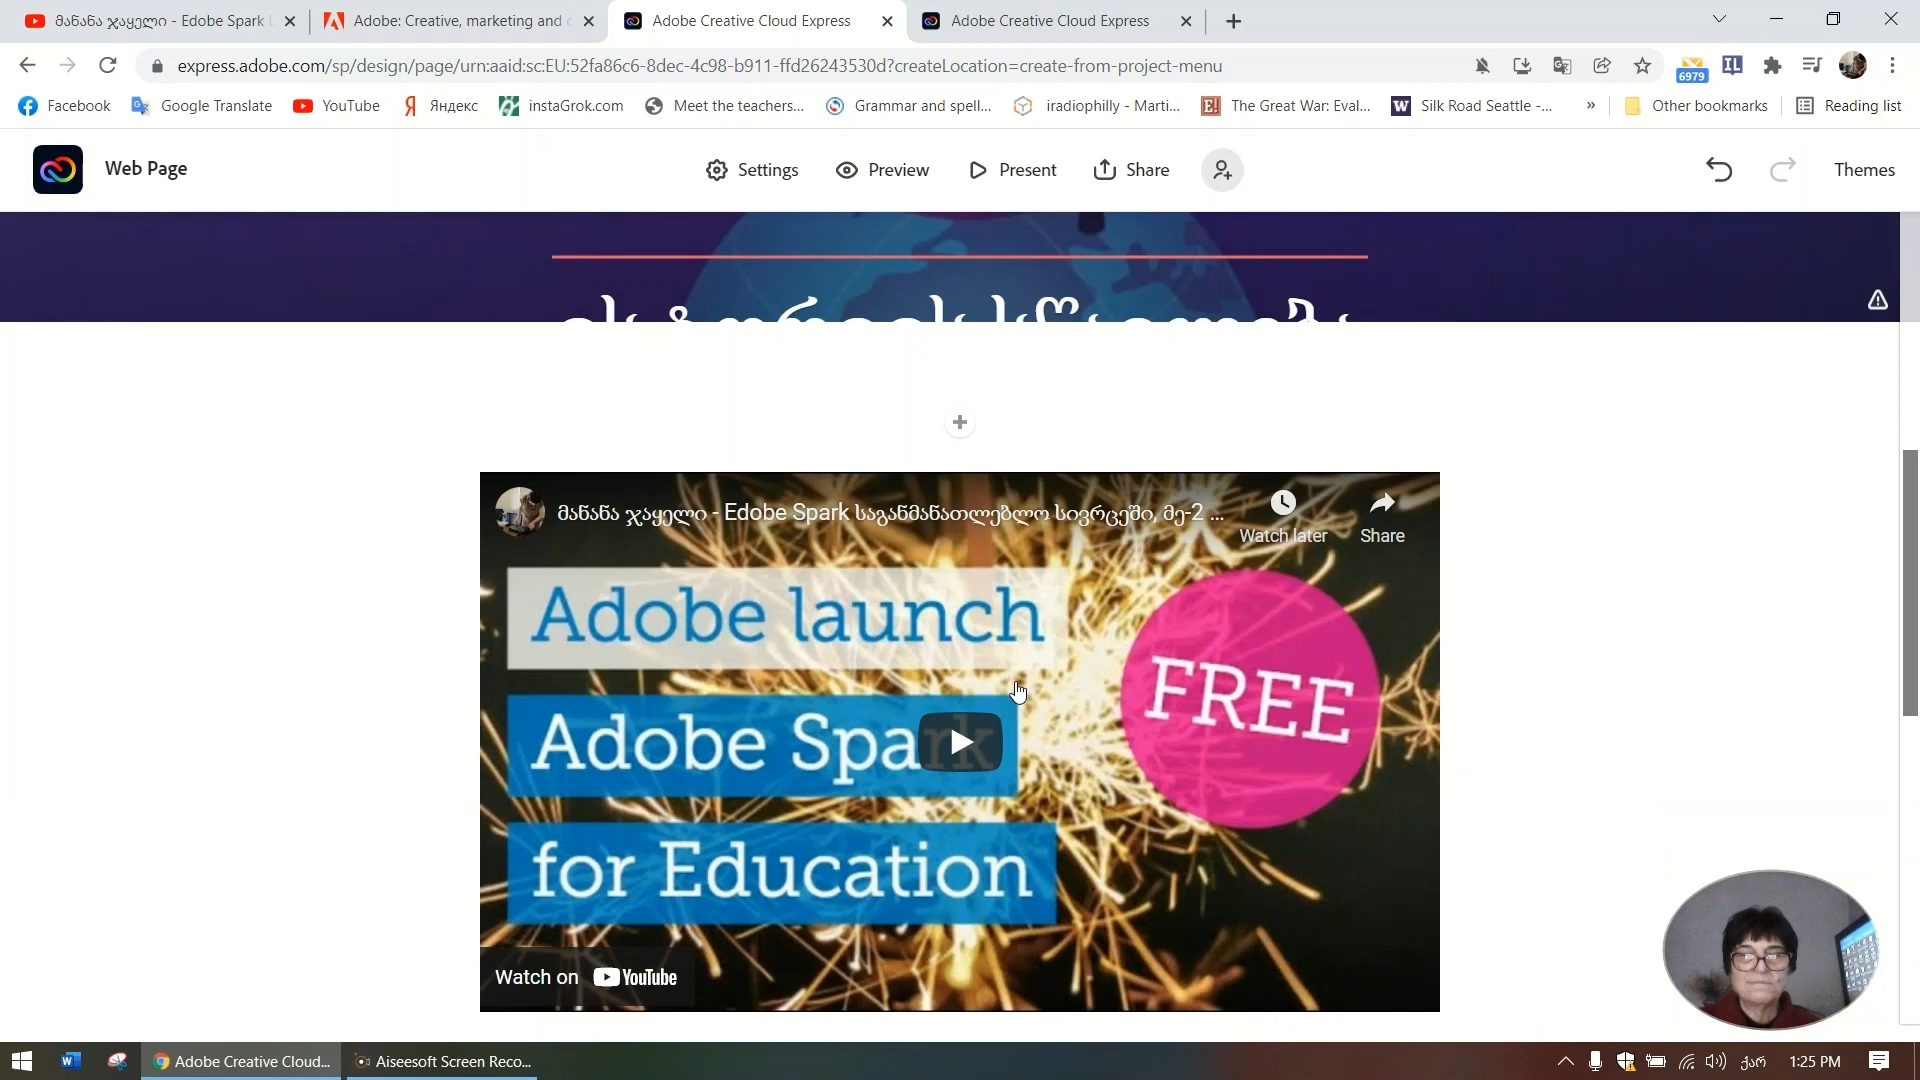 მანანა ჯაყელი - Edobe Spark
Adobe: Creative, marketing and
Adobe Creative Cloud Express
Adobe Creative Cloud Express
express.adobe.com/sp/design/page/urn:aaid:sc:EU:52fa86c6-8dec-4c98-b911-ffd26243530d?createLocation=create-from-project-menu
6979
IL
Facebook
Google Translate
YouTube
Яндекс
instaGrok.com
Meet the teachers...
Grammar and spell...
iradiophilly - Marti...
The Great War: Eval...
Silk Road Seattle -...
»
Other bookmarks
Reading list
Web Page
Settings
Preview
Present
Share
Themes
მანანა ჯაყელი - Edobe Spark საგანმანათლებლო სივრცეში, მე-2 ...
Watch later
Share
Adobe launch
FREE
Adobe Spark
for Education
Watch on YouTube
Adobe Creative Cloud...
Aiseesoft Screen Reco...
ქარ
1:25 PM